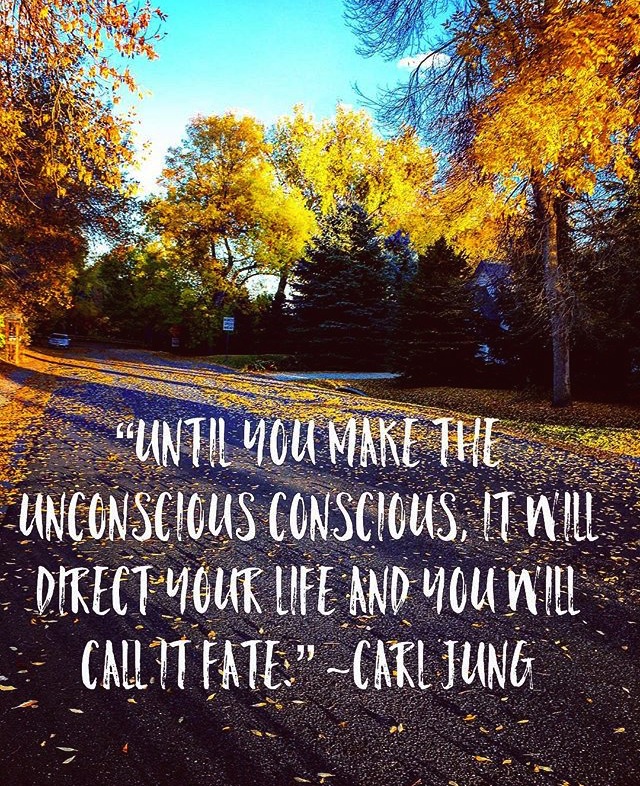 “UNTIL YOU MAKE THE
UNCONSCIOUS CONSCIOUS, IT WILL
DIRECT YOUR LIFE AND YOU WILL
CALL IT FATE.” ~CARL JUNG